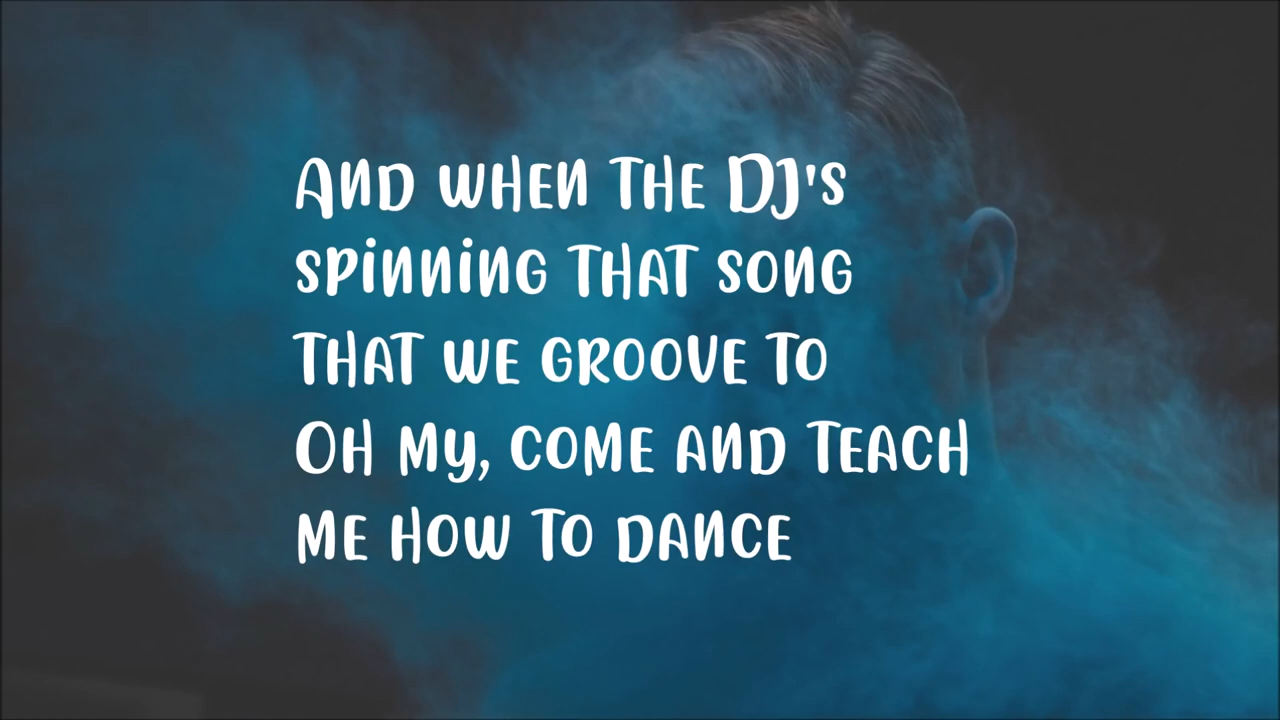 And when the DJ's
spinning that song
that we groove to
Oh my, come and teach
me how to dance